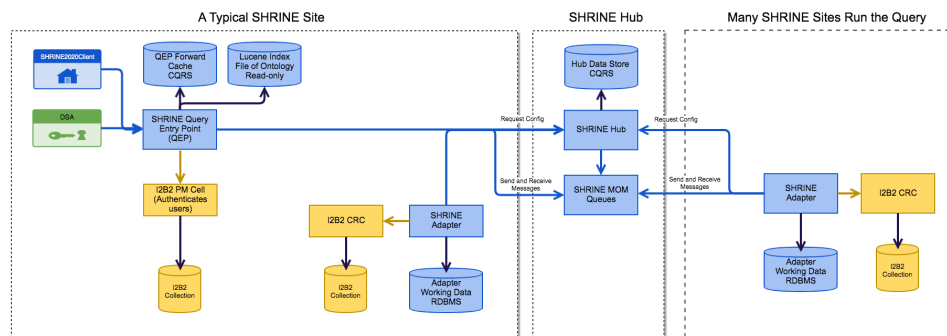 A Typical SHRINE Site
SHRINE Hub
Many SHRINE Sites Run the Query
SHRINE2020Client
DSA
QEP Forward
Cache
CQRS
Lucene Index
File of Ontology
Read-only
SHRINE Query
Entry Point
(QEP)
I2B2 PM Cell
(Authenticates
users)
I2B2
Collection
I2B2 CRC
SHRINE
Adapter
I2B2
Collection
Adapter
Working Data
RDBMS
Hub Data Store
CQRS
Request Config
SHRINE Hub
Request Config
Send and Receive
Messages
SHRINE MOM
Queues
Send and Receive
Messages
SHRINE
Adapter
I2B2 CRC
Adapter
Working Data
RDBMS
I2B2
Collection